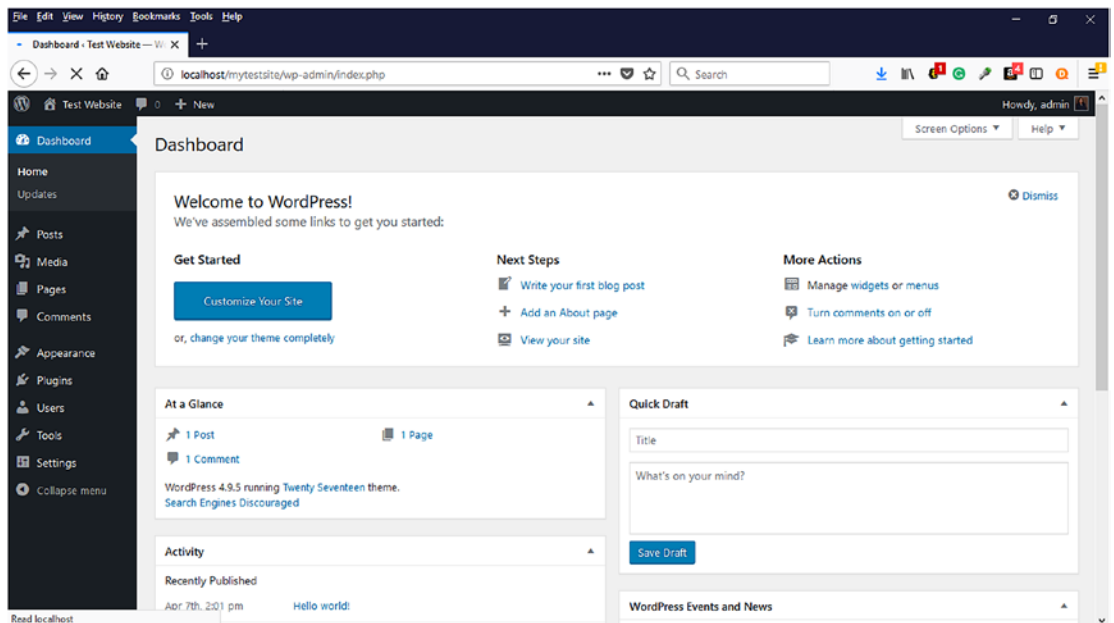 File Edit View History Bookmarks Tools Help
Dashboard ‹ Test Website — W
localhost/mytestsite/wp-admin/index.php
Search
1
4
Test Website 0 New
Howdy, admin
Dashboard
Home
Updates
Posts
Media
Pages
Comments
Appearance
Plugins
Users
Tools
Settings
Collapse menu
Screen Options
Help
Dashboard
Welcome to WordPress!
We've assembled some links to get you started:
Dismiss
Get Started
Customize Your Site
or, change your theme completely
Next Steps
Write your first blog post
Add an About page
View your site
More Actions
Manage widgets or menus
Turn comments on or off
Learn more about getting started
At a Glance
1 Post
1 Page
1 Comment
WordPress 4.9.5 running Twenty Seventeen theme.
Search Engines Discouraged
Activity
Recently Published
Apr 7th, 2:01 pm Hello world!
Quick Draft
Title
What's on your mind?
Save Draft
WordPress Events and News
Read localhost